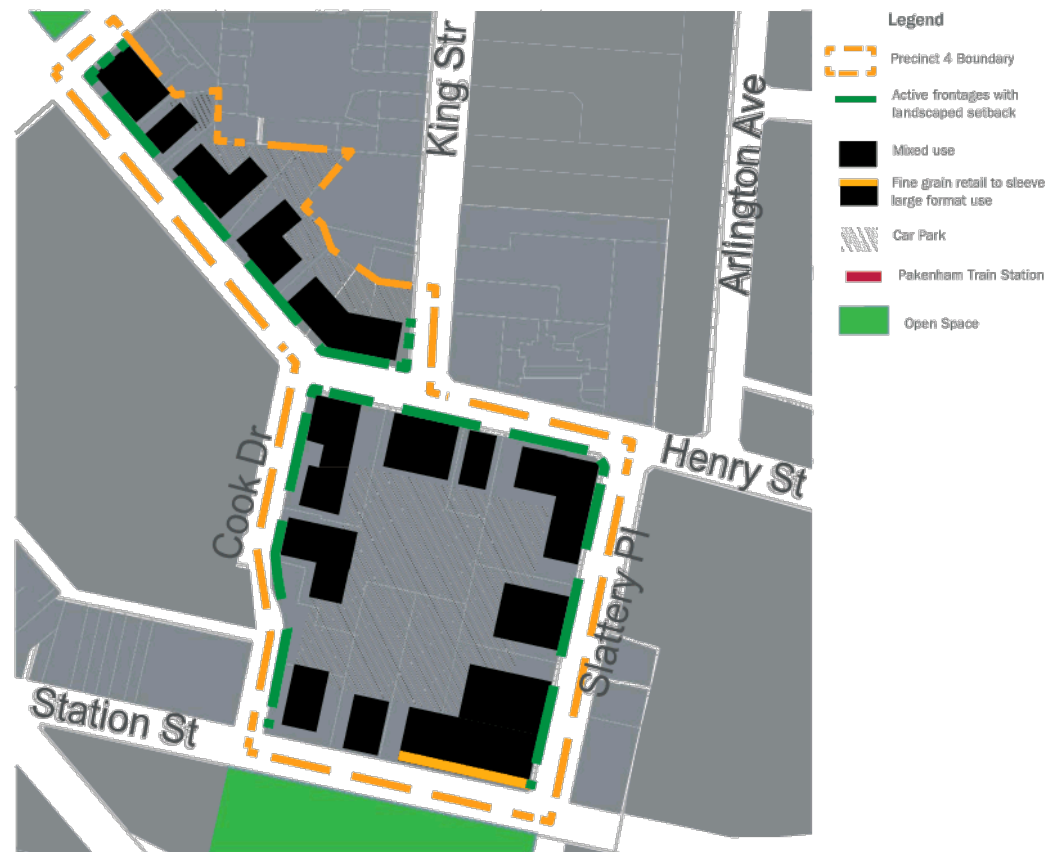 Legend
Precinct 4 Boundary
Active frontages with
landscaped setback
Mixed use
Fine grain retail to sleeve
large format use
Car Park
Pakenham Train Station
Open Space
King Str
Arlington Ave
Henry St
Cook Dr
Slattery Pl
Station St